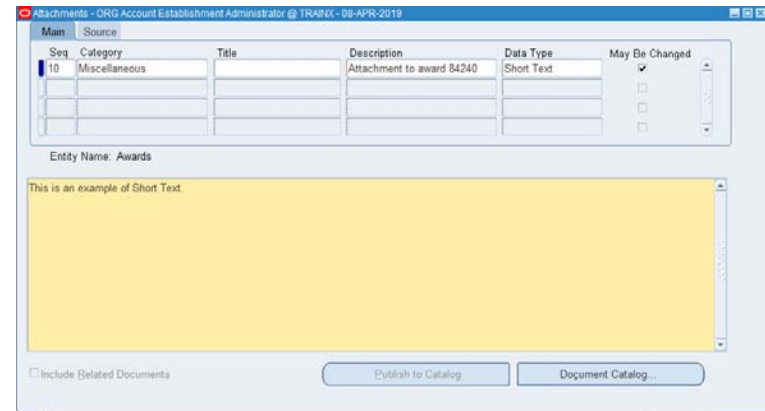 Attachments - ORG Account Establishment Administrator @ TRAINX - 08-APR-2019
Main Source
Seq Category Title Description Data Type May Be Changed
10 Miscellaneous Attachment to award 84240 Short Text
Entity Name: Awards
This is an example of Short Text.
Include Related Documents Publish to Catalog Document Catalog...